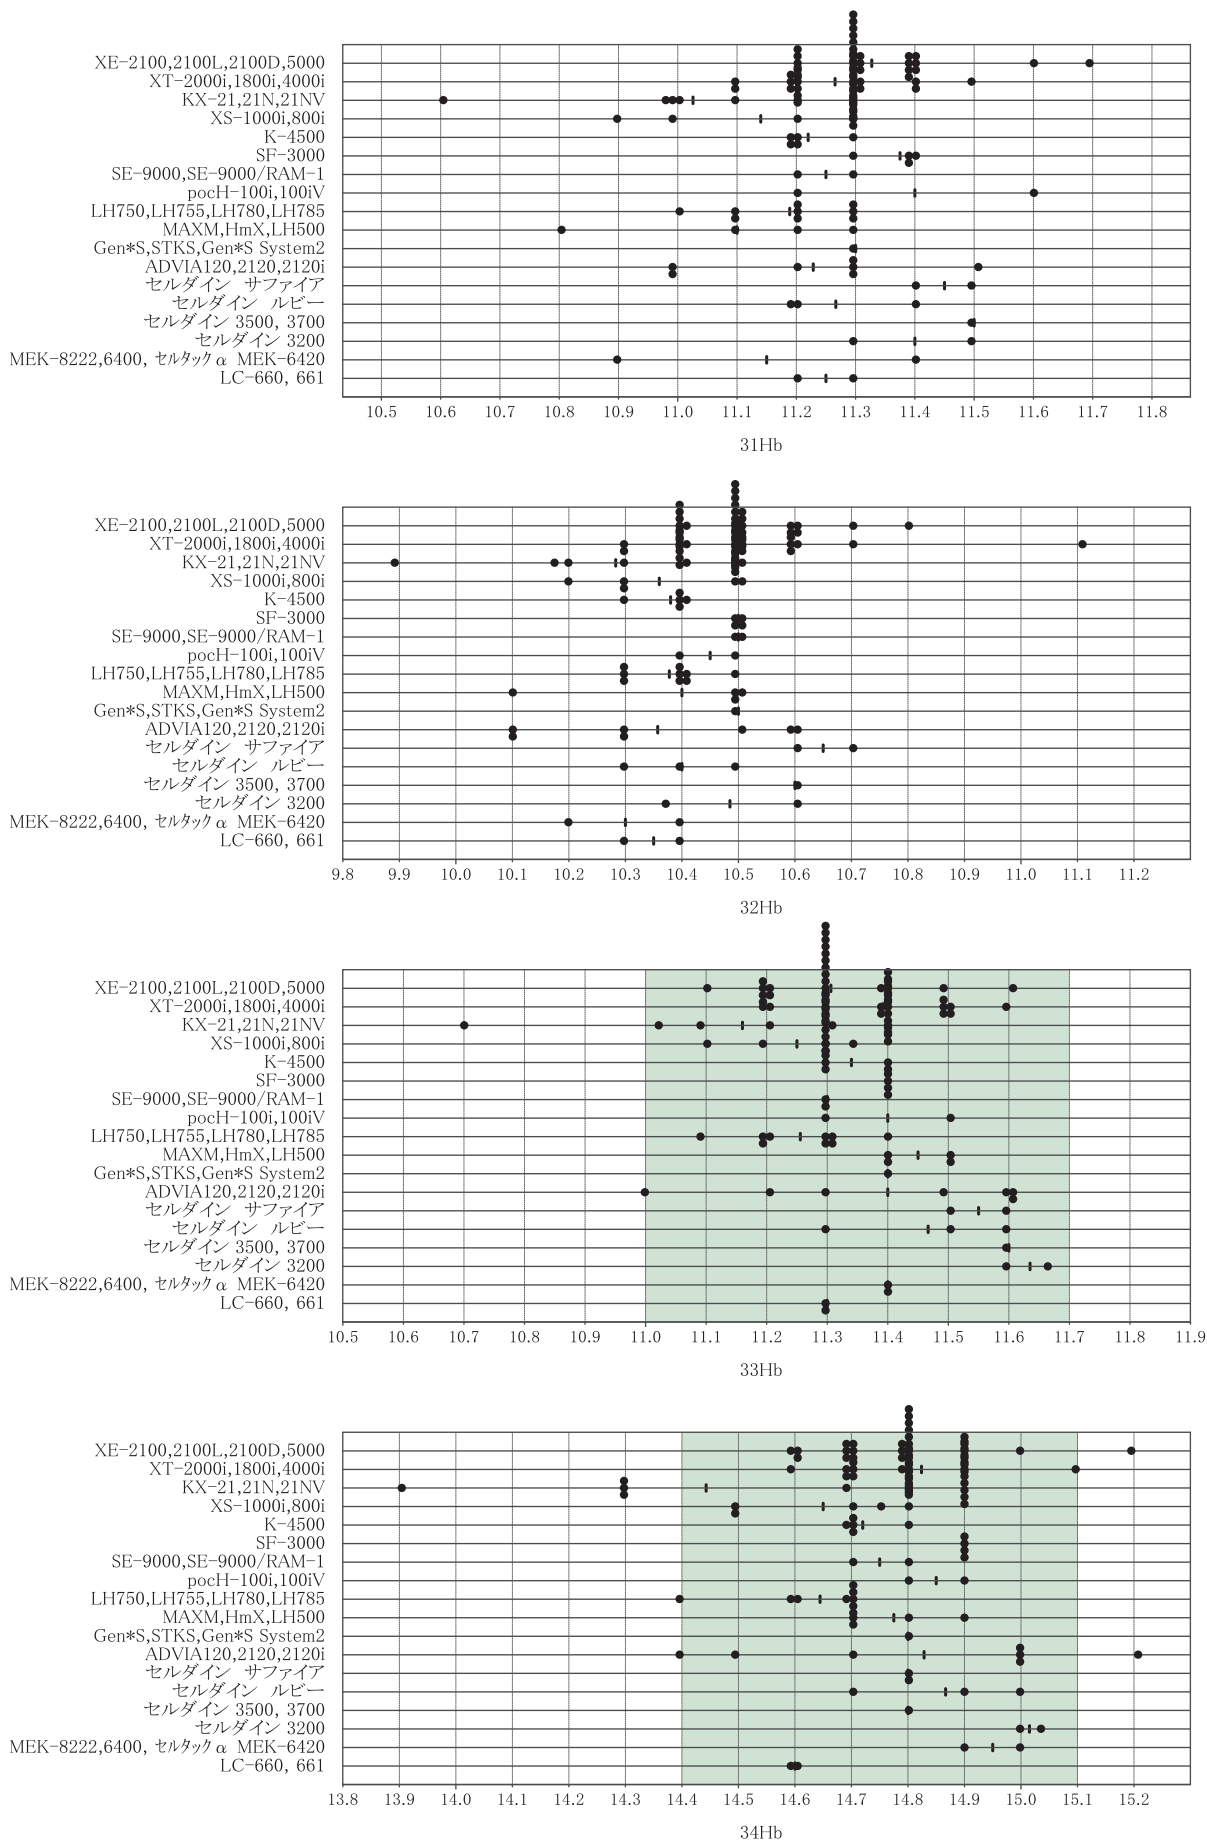 XE-2100,2100L,2100D,5000
XT-2000i,1800i,4000i
KX-21,21N,21NV
XS-1000i,800i
K-4500
SF-3000
SE-9000,SE-9000/RAM-1
pocH-100i,100iV
LH750,LH755,LH780,LH785
MAXM,HmX,LH500
Gen*S,STKS,Gen*S System2
ADVIA120,2120,2120i
セルダイン サファイア
セルダイン ルビー
セルダイン 3500, 3700
セルダイン 3200
MEK-8222,6400, セルタックα MEK-6420
LC-660, 661
10.5 10.6 10.7 10.8 10.9 11.0 11.1 11.2 11.3 11.4 11.5 11.6 11.7 11.8
31Hb
XE-2100,2100L,2100D,5000
XT-2000i,1800i,4000i
KX-21,21N,21NV
XS-1000i,800i
K-4500
SF-3000
SE-9000,SE-9000/RAM-1
pocH-100i,100iV
LH750,LH755,LH780,LH785
MAXM,HmX,LH500
Gen*S,STKS,Gen*S System2
ADVIA120,2120,2120i
セルダイン サファイア
セルダイン ルビー
セルダイン 3500, 3700
セルダイン 3200
MEK-8222,6400, セルタックα MEK-6420
LC-660, 661
9.8 9.9 10.0 10.1 10.2 10.3 10.4 10.5 10.6 10.7 10.8 10.9 11.0 11.1 11.2
32Hb
XE-2100,2100L,2100D,5000
XT-2000i,1800i,4000i
KX-21,21N,21NV
XS-1000i,800i
K-4500
SF-3000
SE-9000,SE-9000/RAM-1
pocH-100i,100iV
LH750,LH755,LH780,LH785
MAXM,HmX,LH500
Gen*S,STKS,Gen*S System2
ADVIA120,2120,2120i
セルダイン サファイア
セルダイン ルビー
セルダイン 3500, 3700
セルダイン 3200
MEK-8222,6400, セルタックα MEK-6420
LC-660, 661
10.5 10.6 10.7 10.8 10.9 11.0 11.1 11.2 11.3 11.4 11.5 11.6 11.7 11.8 11.9
33Hb
XE-2100,2100L,2100D,5000
XT-2000i,1800i,4000i
KX-21,21N,21NV
XS-1000i,800i
K-4500
SF-3000
SE-9000,SE-9000/RAM-1
pocH-100i,100iV
LH750,LH755,LH780,LH785
MAXM,HmX,LH500
Gen*S,STKS,Gen*S System2
ADVIA120,2120,2120i
セルダイン サファイア
セルダイン ルビー
セルダイン 3500, 3700
セルダイン 3200
MEK-8222,6400, セルタックα MEK-6420
LC-660, 661
13.8 13.9 14.0 14.1 14.2 14.3 14.4 14.5 14.6 14.7 14.8 14.9 15.0 15.1 15.2
34Hb